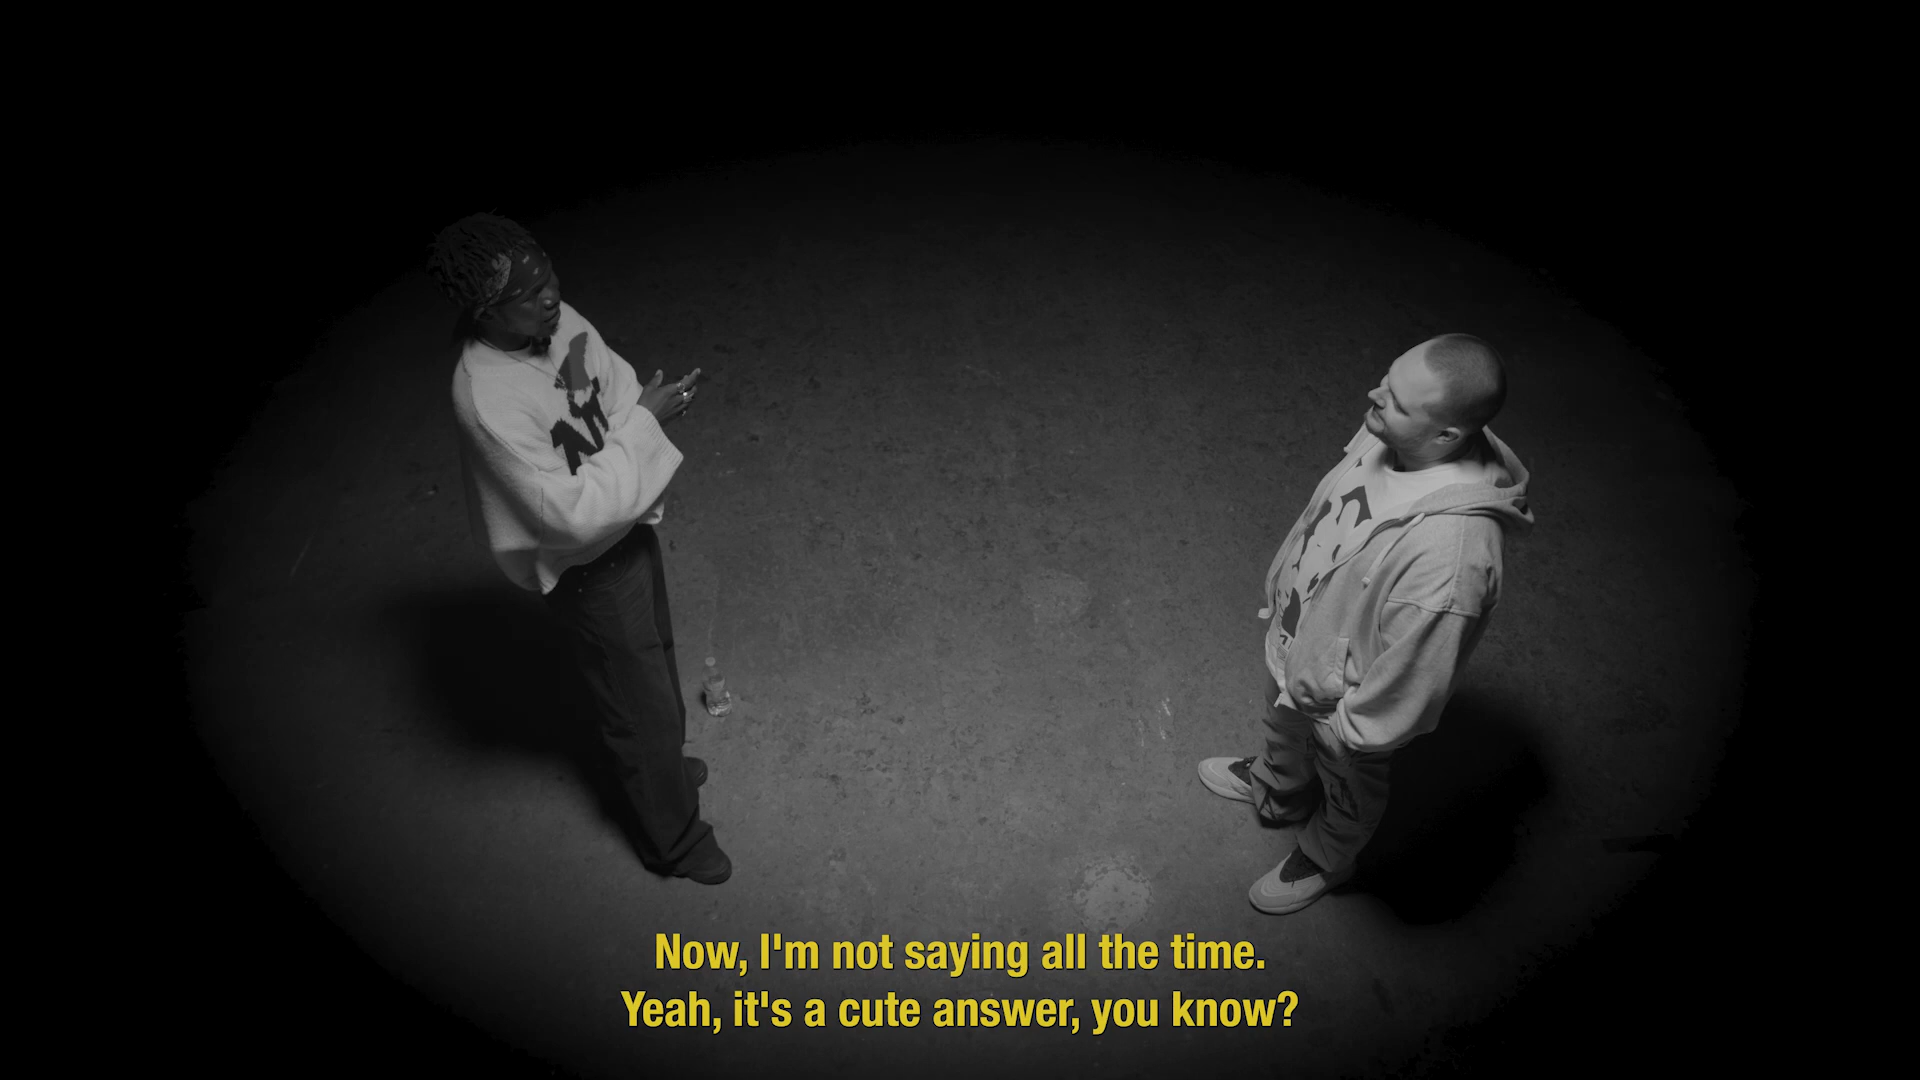 Now, I'm not saying all the time.
Yeah, it's a cute answer, you know?